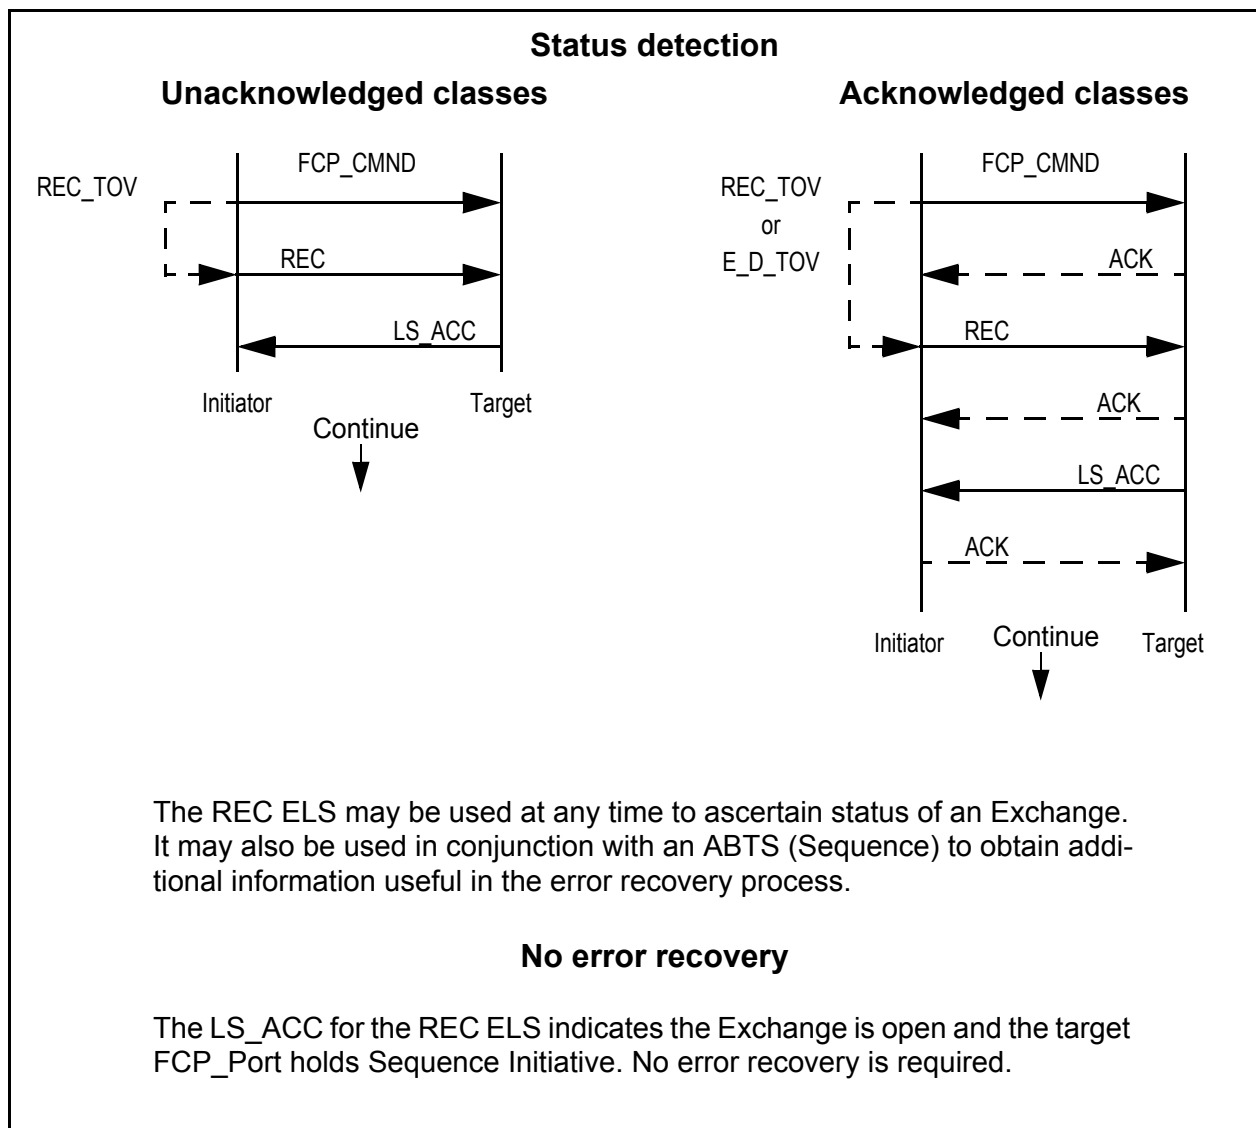 Status detection
Unacknowledged classes
FCP_CMND
REC_TOV
REC
LS_ACC
Initiator
Target
Continue
Acknowledged classes
FCP_CMND
REC_TOV
or
E_D_TOV
ACK
REC
ACK
LS_ACC
ACK
Initiator
Continue
Target
The REC ELS may be used at any time to ascertain status of an Exchange.
It may also be used in conjunction with an ABTS (Sequence) to obtain addi-
tional information useful in the error recovery process.
No error recovery
The LS_ACC for the REC ELS indicates the Exchange is open and the target
FCP_Port holds Sequence Initiative. No error recovery is required.